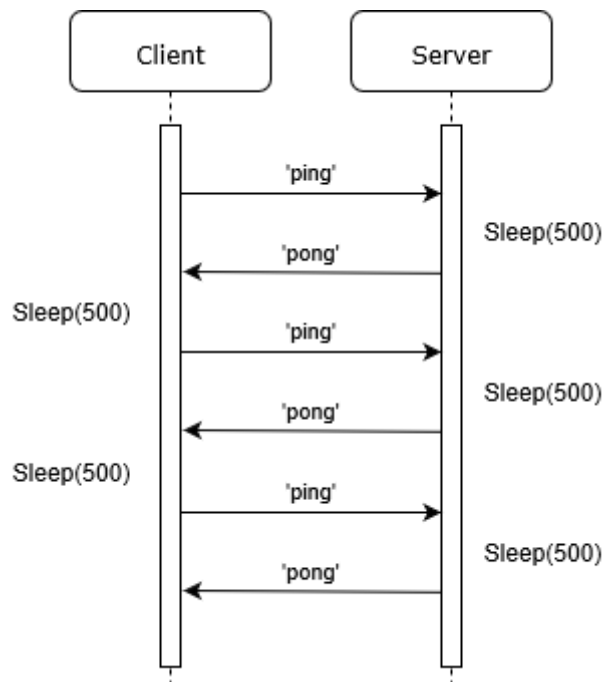 Client
Server
'ping'
Sleep(500)
'pong'
Sleep(500)
'ping'
Sleep(500)
'pong'
Sleep(500)
'ping'
Sleep(500)
'pong'